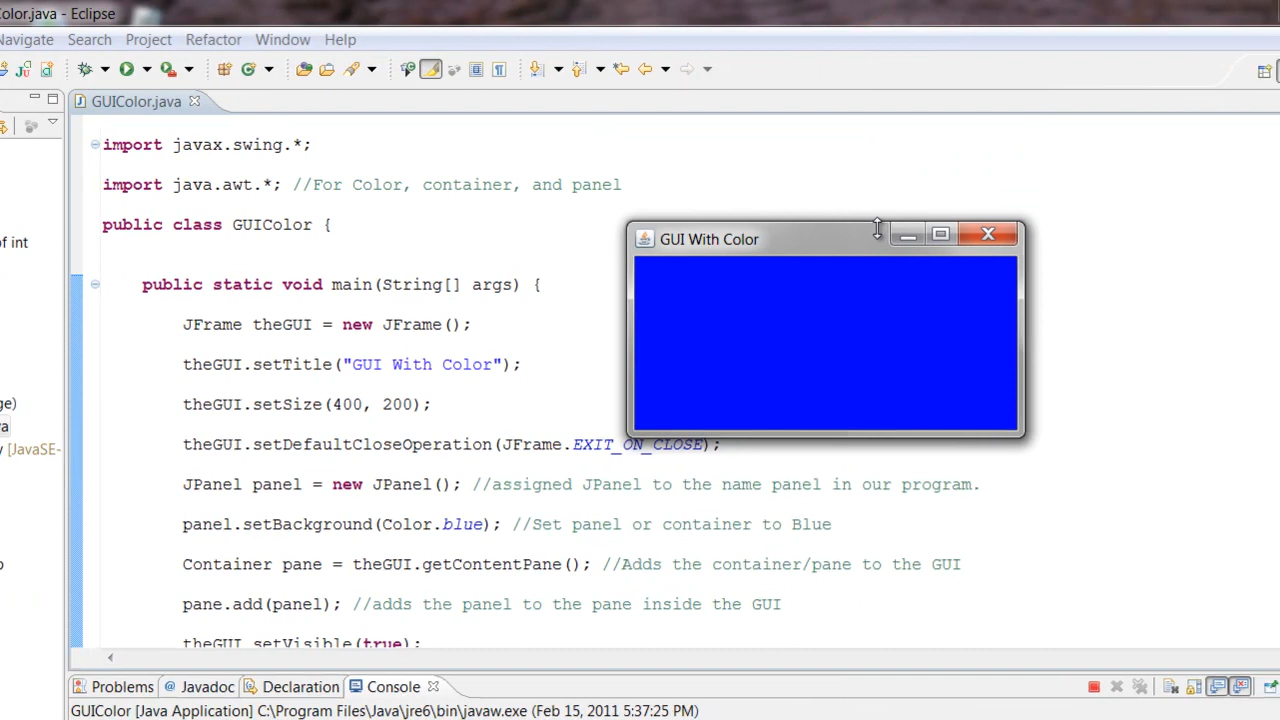 Color.java - Eclipse
Navigate Search Project Refactor Window Help
GUIColor.java
import javax.swing.*;
import java.awt.*; //For Color, container, and panel
public class GUIColor {
GUI With Color
of int
public static void main(String[] args) {
JFrame theGUI = new JFrame();
theGUI.setTitle("GUI With Color");
ge)
theGUI.setSize(400, 200);
va
theGUI.setDefaultCloseOperation(JFrame.EXIT_ON_CLOSE);
y [JavaSE-
JPanel panel = new JPanel(); //assigned JPanel to the name panel in our program.
panel.setBackground(Color.blue); //Set panel or container to Blue
Container pane = theGUI.getContentPane(); //Adds the container/pane to the GUI
pane.add(panel); //adds the panel to the pane inside the GUI
theGUI.setVisible(true);
Problems @ Javadoc Declaration Console
GUIColor [Java Application] C:\Program Files\Java\jre6\bin\javaw.exe (Feb 15, 2011 5:37:25 PM)